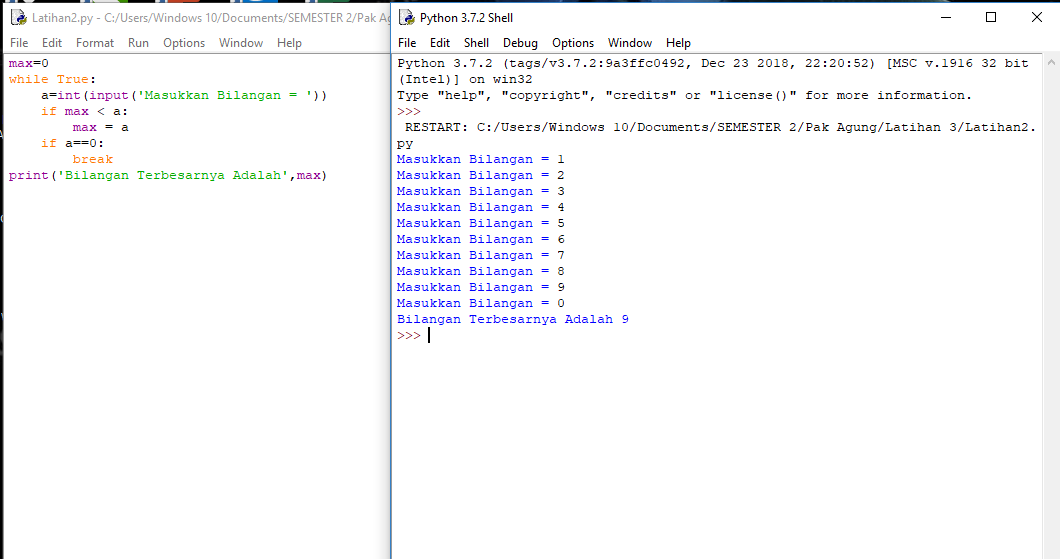 Latihan2.py - C:/Users/Windows 10/Documents/SEMESTER 2/Pak Ag
File Edit Format Run Options Window Help
max=0
while True:
    a=int(input('Masukkan Bilangan = '))
    if max < a:
        max = a
    if a==0:
        break
print('Bilangan Terbesarnya Adalah',max)
Python 3.7.2 Shell
File Edit Shell Debug Options Window Help
Python 3.7.2 (tags/v3.7.2:9a3ffc0492, Dec 23 2018, 22:20:52) [MSC v.1916 32 bit
(Intel)] on win32
Type "help", "copyright", "credits" or "license()" for more information.
>>>
 RESTART: C:/Users/Windows 10/Documents/SEMESTER 2/Pak Agung/Latihan 3/Latihan2.
py
Masukkan Bilangan = 1
Masukkan Bilangan = 2
Masukkan Bilangan = 3
Masukkan Bilangan = 4
Masukkan Bilangan = 5
Masukkan Bilangan = 6
Masukkan Bilangan = 7
Masukkan Bilangan = 8
Masukkan Bilangan = 9
Masukkan Bilangan = 0
Bilangan Terbesarnya Adalah 9
>>>